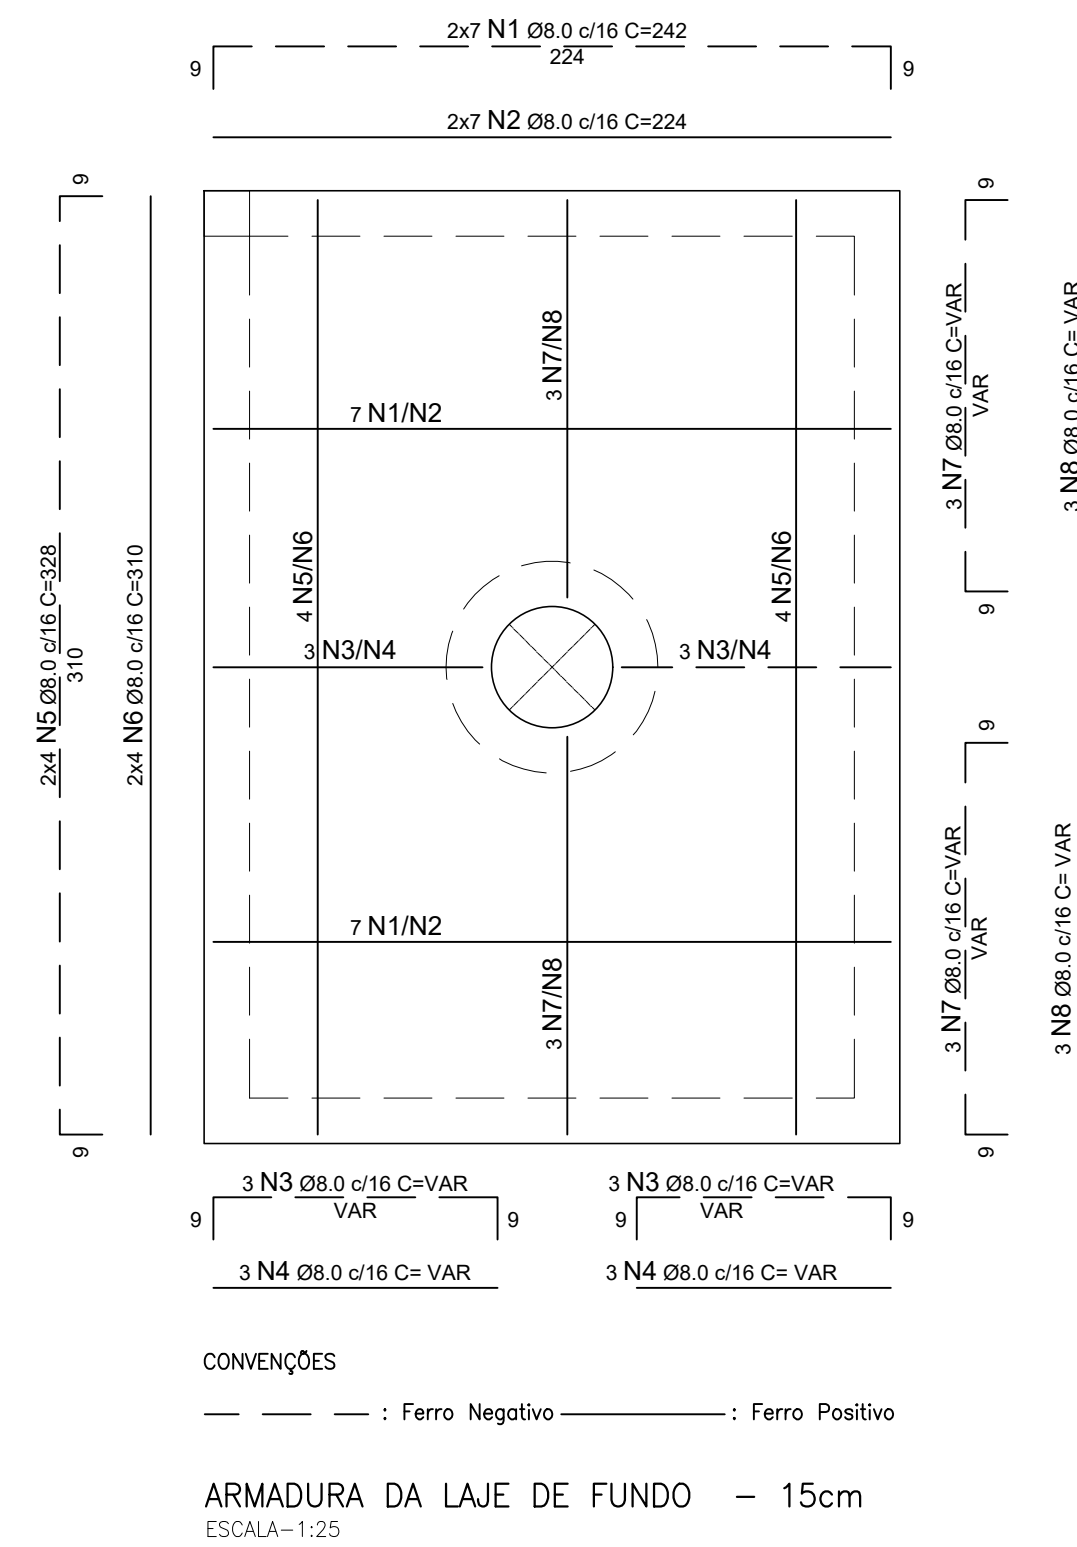 2x7 N1 Ø8.0 c/16 C=242
224
9
9
2x7 N2 Ø8.0 c/16 C=224
9
2x4 N5 Ø8.0 c/16 C=328
310
9
2x4 N6 Ø8.0 c/16 C=310
3 N7/N8
7 N1/N2
4 N5/N6
4 N5/N6
3 N3/N4
3 N3/N4
7 N1/N2
3 N7/N8
9
3 N7 Ø8.0 c/16 C=VAR
VAR
9
3 N8 Ø8.0 c/16 C= VAR
9
3 N7 Ø8.0 c/16 C=VAR
VAR
9
3 N8 Ø8.0 c/16 C= VAR
3 N3 Ø8.0 c/16 C=VAR
VAR
9
9
3 N3 Ø8.0 c/16 C=VAR
VAR
9
9
3 N4 Ø8.0 c/16 C= VAR
3 N4 Ø8.0 c/16 C= VAR
CONVENÇÕES
: Ferro Negativo
: Ferro Positivo
ARMADURA DA LAJE DE FUNDO - 15cm
ESCALA-1:25